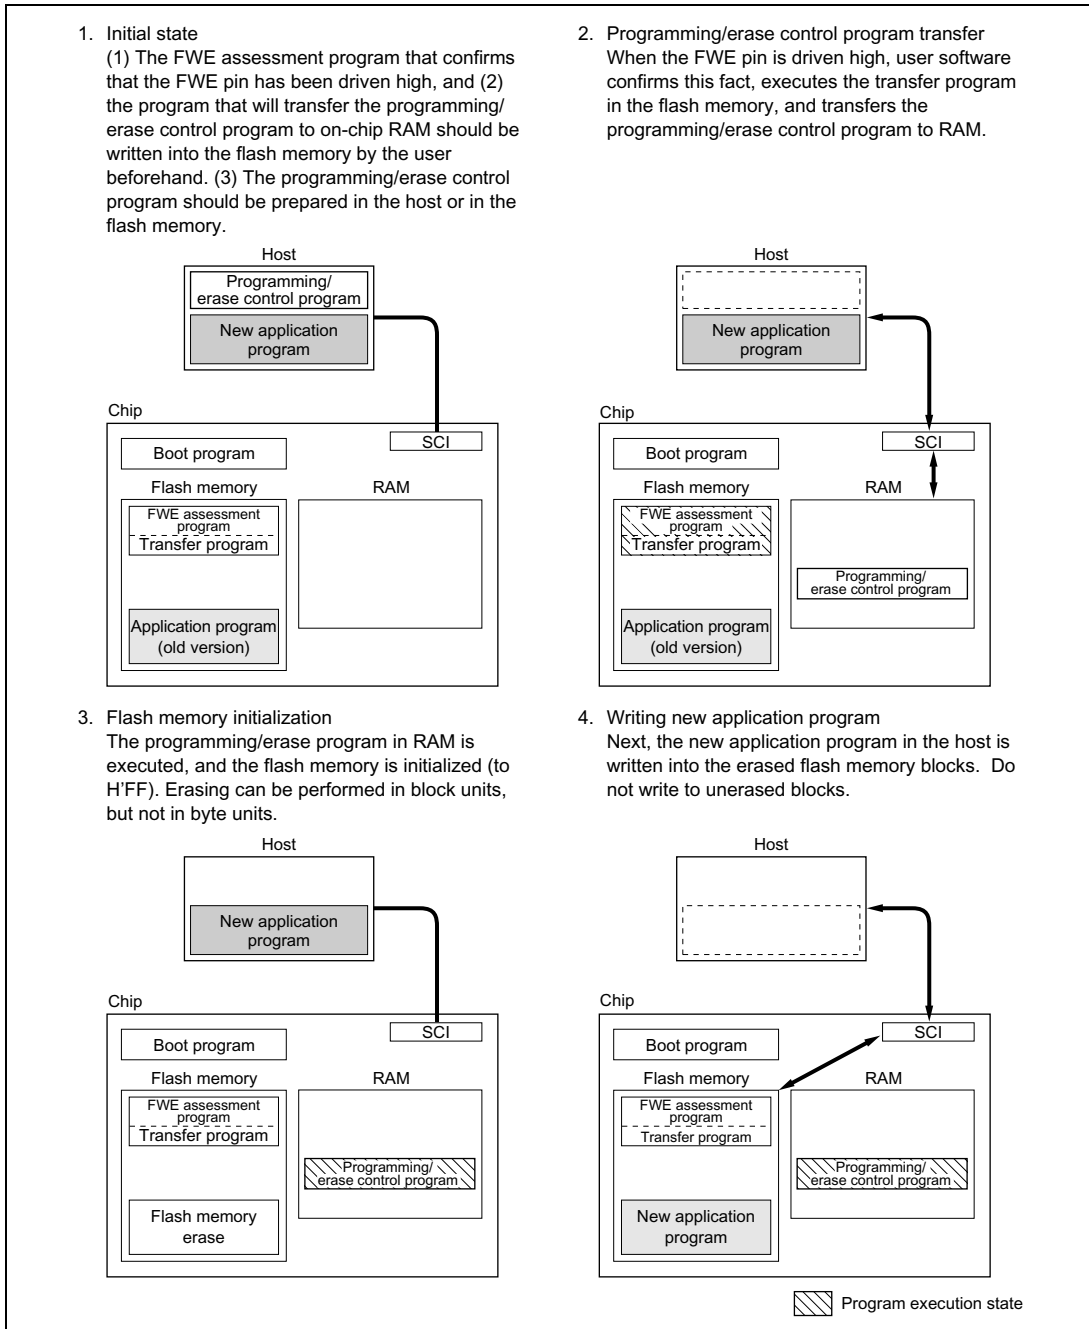 1. Initial state
(1) The FWE assessment program that confirms
that the FWE pin has been driven high, and (2)
the program that will transfer the programming/
erase control program to on-chip RAM should be
written into the flash memory by the user
beforehand. (3) The programming/erase control
program should be prepared in the host or in the
flash memory.
Host
Programming/
erase control program
New application
program
Chip
SCI
Boot program
Flash memory
RAM
FWE assessment
program
Transfer program
Application program
(old version)
2. Programming/erase control program transfer
When the FWE pin is driven high, user software
confirms this fact, executes the transfer program
in the flash memory, and transfers the
programming/erase control program to RAM.
Host
New application
program
Chip
SCI
Boot program
Flash memory
RAM
FWE assessment
program
Transfer program
Programming/
erase control program
Application program
(old version)
3. Flash memory initialization
The programming/erase program in RAM is
executed, and the flash memory is initialized (to
H'FF). Erasing can be performed in block units,
but not in byte units.
Host
New application
program
Chip
SCI
Boot program
Flash memory
RAM
FWE assessment
program
Transfer program
Programming/
erase control program
Flash memory
erase
4. Writing new application program
Next, the new application program in the host is
written into the erased flash memory blocks. Do
not write to unerased blocks.
Host
Chip
SCI
Boot program
Flash memory
RAM
FWE assessment
program
Transfer program
Programming/
erase control program
New application
program
Program execution state